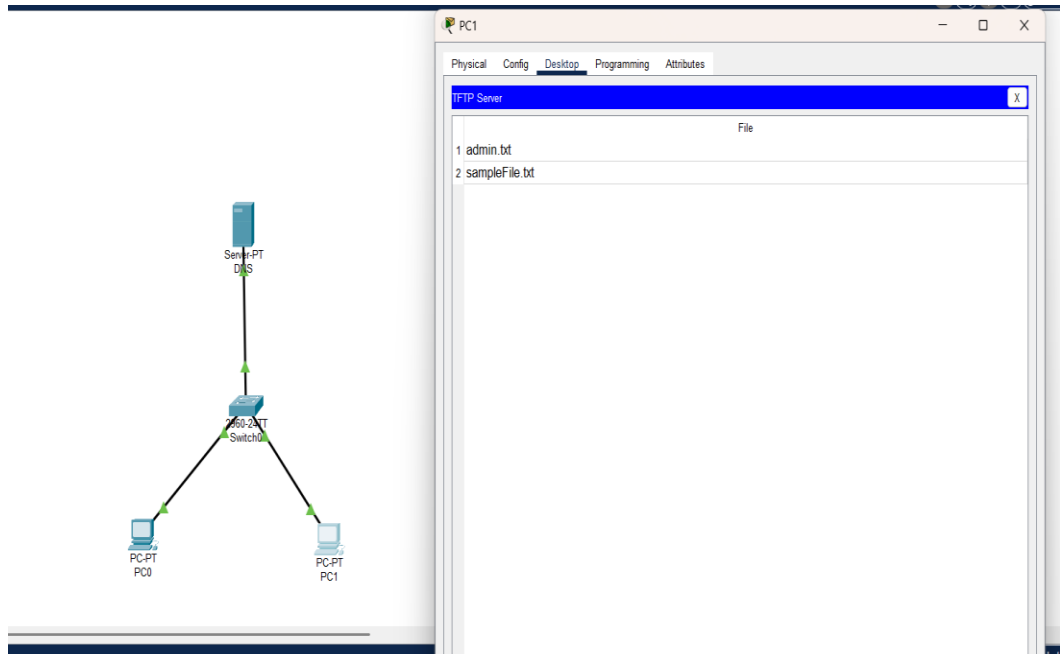 PC1
Physical Config Desktop Programming Attributes
TFTP Server
X
File
1 admin.txt
2 sampleFile.txt
Server-PT
DNS
2960-24TT
Switch0
PC-PT
PC0
PC-PT
PC1